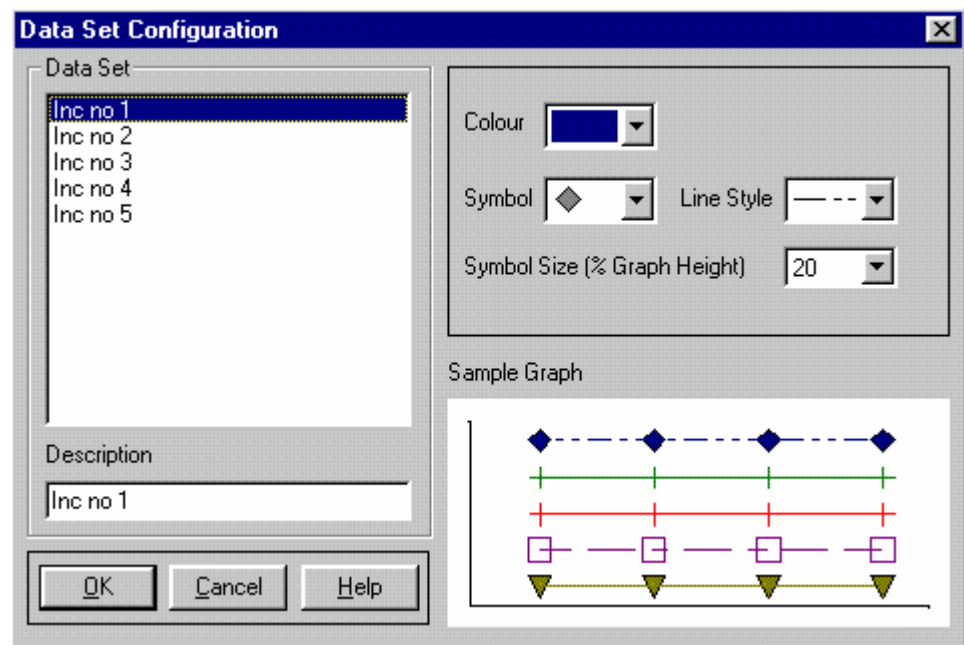 Data Set Configuration
Data Set
Inc no 1
Inc no 2
Inc no 3
Inc no 4
Inc no 5
Description
Inc no 1
OK
Cancel
Help
Colour
Symbol
Line Style
Symbol Size (% Graph Height)
20
Sample Graph